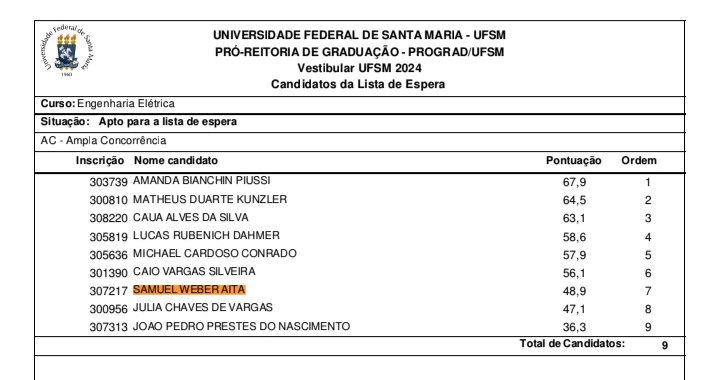 Universidade Federal de Santa Maria
1960
UNIVERSIDADE FEDERAL DE SANTA MARIA - UFSM
PRÓ-REITORIA DE GRADUAÇÃO - PROGRAD/UFSM
Vestibular UFSM 2024
Candidatos da Lista de Espera
Curso: Engenharia Elétrica
Situação: Apto para a lista de espera
AC - Ampla Concorrência
Inscrição Nome candidato Pontuação Ordem
303739 AMANDA BIANCHIN PIUSSI 67,9 1
300810 MATHEUS DUARTE KUNZLER 64,5 2
308220 CAUA ALVES DA SILVA 63,1 3
305819 LUCAS RUBENICH DAHMER 58,6 4
305636 MICHAEL CARDOSO CONRADO 57,9 5
301390 CAIO VARGAS SILVEIRA 56,1 6
307217 SAMUEL WEBER AITA 48,9 7
300956 JULIA CHAVES DE VARGAS 47,1 8
307313 JOAO PEDRO PRESTES DO NASCIMENTO 36,3 9
Total de Candidatos: 9